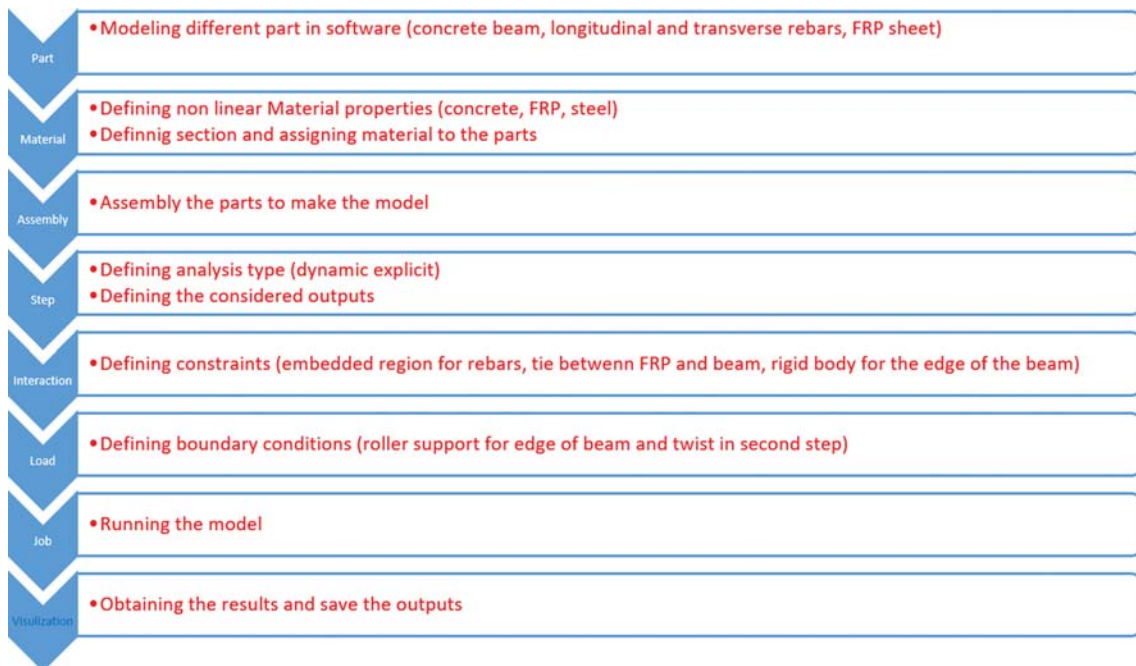 Part
•Modeling different part in software (concrete beam, longitudinal and transverse rebars, FRP sheet)
Material
•Defining non linear Material properties (concrete, FRP, steel)
•Definnig section and assigning material to the parts
Assembly
•Assembly the parts to make the model
Step
•Defining analysis type (dynamic explicit)
•Defining the considered outputs
Interaction
•Defining constraints (embedded region for rebars, tie betwenn FRP and beam, rigid body for the edge of the beam)
Load
•Defining boundary conditions (roller support for edge of beam and twist in second step)
Job
•Running the model
Visulization
•Obtaining the results and save the outputs